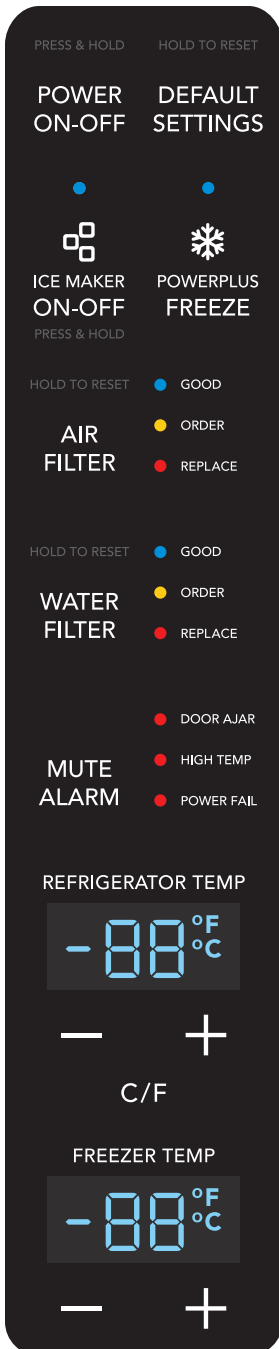 PRESS & HOLD
HOLD TO RESET
POWER
ON-OFF
DEFAULT
SETTINGS
ICE MAKER
ON-OFF
PRESS & HOLD
POWERPLUS
FREEZE
HOLD TO RESET
AIR
FILTER
GOOD
ORDER
REPLACE
HOLD TO RESET
WATER
FILTER
GOOD
ORDER
REPLACE
MUTE
ALARM
DOOR AJAR
HIGH TEMP
POWER FAIL
REFRIGERATOR TEMP
-88 °F
°C
− +
C/F
FREEZER TEMP
-88 °F
°C
− +